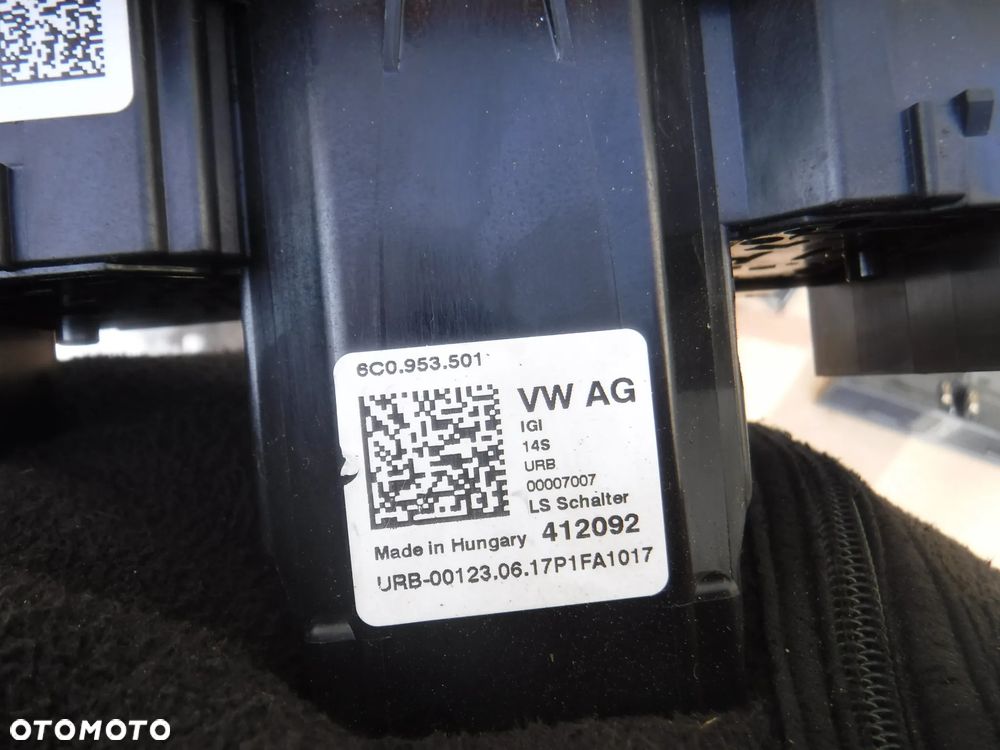 6C0.953.501
VW AG
IGI
14S
URB
00007007
LS Schalter
Made in Hungary 412092
URB-00123.06.17P1FA1017
OTOMOTO